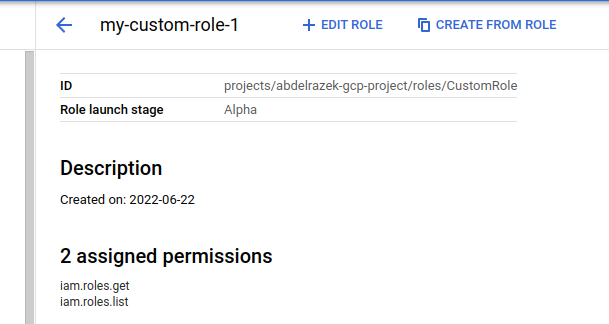 my-custom-role-1 EDIT ROLE CREATE FROM ROLE
ID projects/abdelrazek-gcp-project/roles/CustomRole
Role launch stage Alpha
Description
Created on: 2022-06-22
2 assigned permissions
iam.roles.get
iam.roles.list